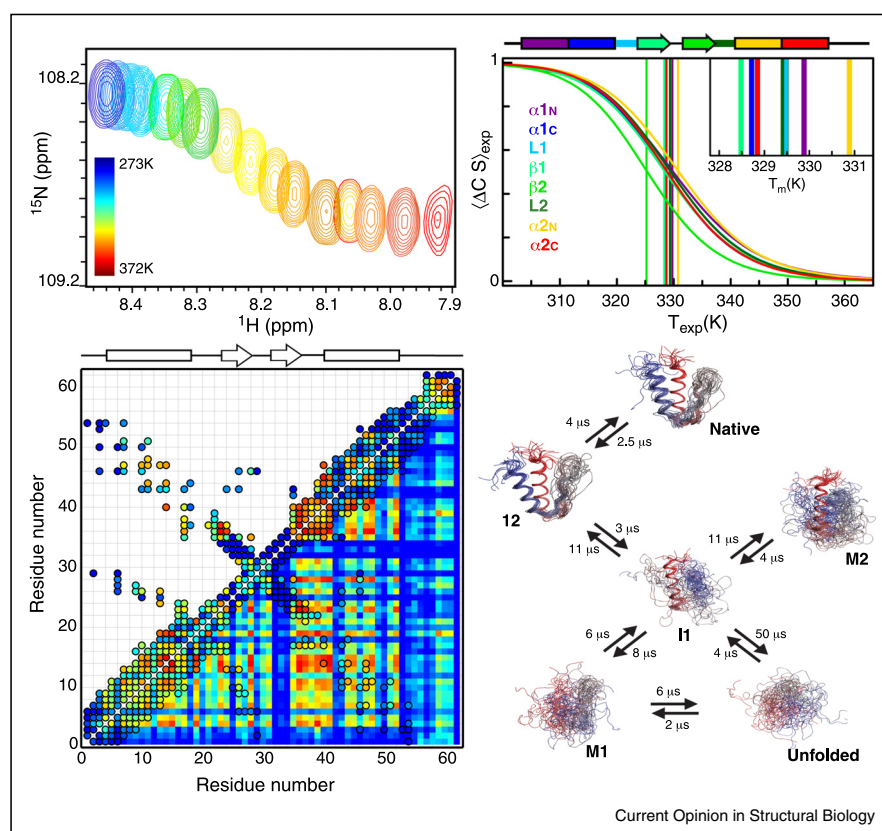 108.2
15N (ppm)
273K
372K
109.2
8.4
8.3
8.2
8.1
8.0
7.9
1H (ppm)
1
⟨ΔC S⟩exp
0
α1N
α1C
L1
β1
β2
L2
α2N
α2C
328
329
330
331
Tm(K)
310
320
330
340
350
360
Texp(K)
60
50
40
30
20
10
0
Residue number
0
10
20
30
40
50
60
Residue number
4 μs
2.5 μs
Native
12
3 μs
11 μs
11 μs
4 μs
M2
I1
6 μs
8 μs
50 μs
4 μs
M1
6 μs
2 μs
Unfolded
Current Opinion in Structural Biology